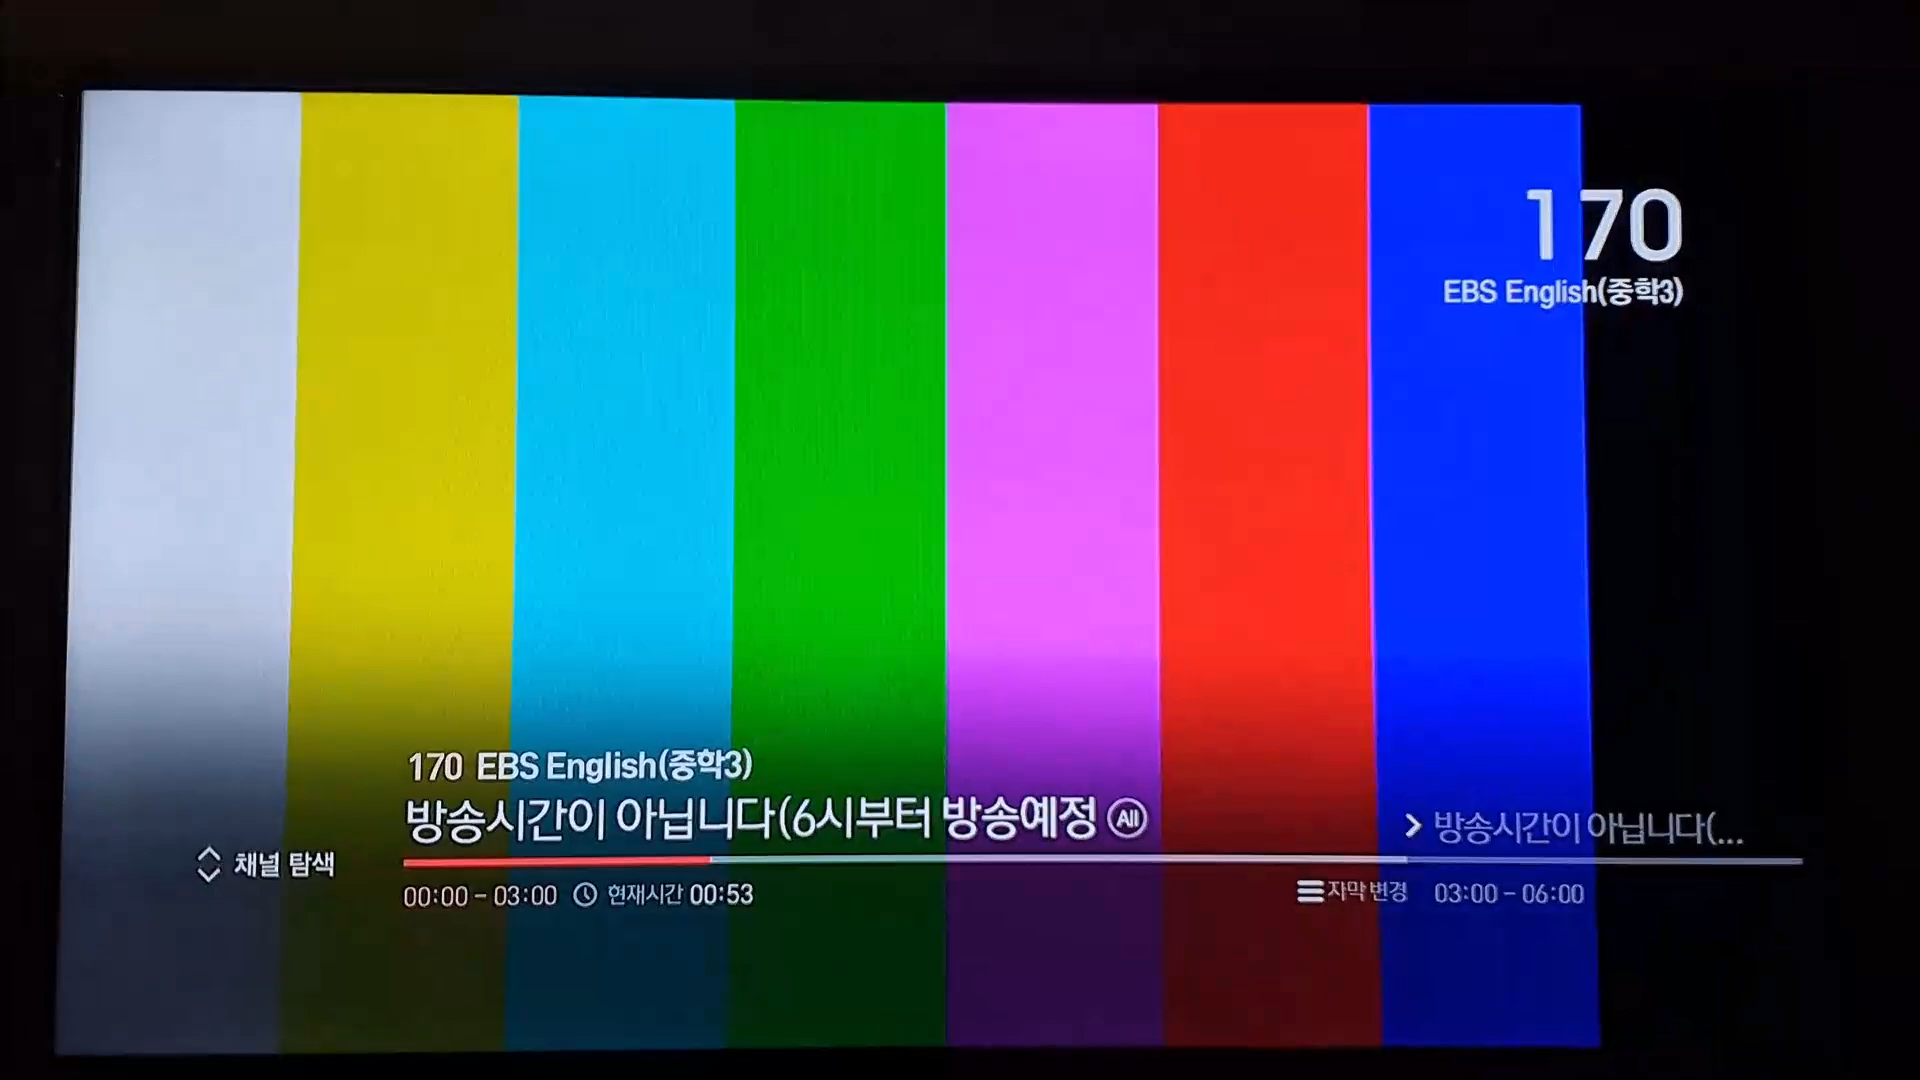 170
EBS English(중학3)
170 EBS English(중학3)
방송시간이 아닙니다(6시부터 방송예정 All
방송시간이 아닙니다(...
채널 탐색
00:00 - 03:00 현재시간 00:53
자막변경 03:00 - 06:00